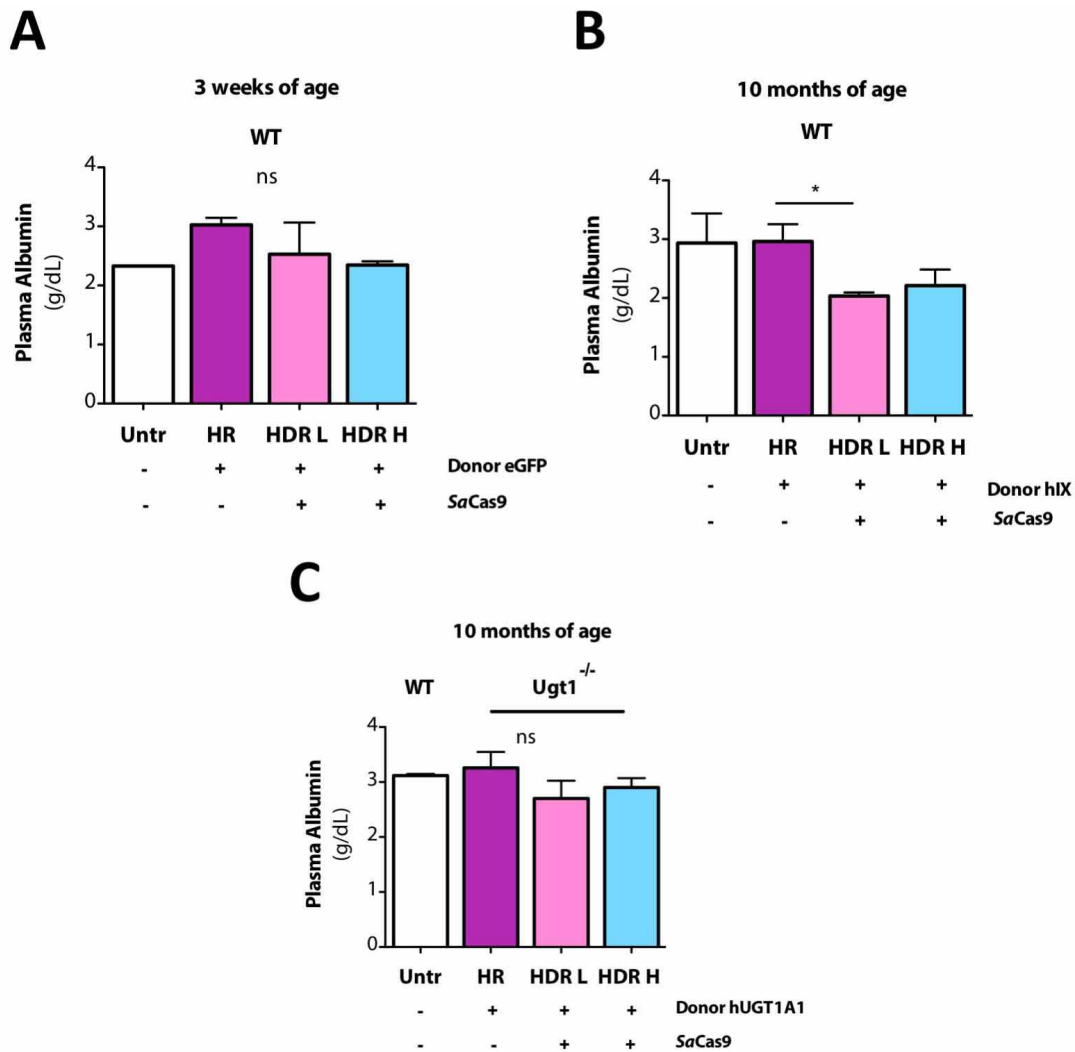 A
3 weeks of age
WT
ns
Plasma Albumin
(g/dL)
4
3
2
1
0
Untr HR HDR L HDR H
- + + + Donor eGFP
- - + + SaCas9
B
10 months of age
WT
*
Plasma Albumin
(g/dL)
4
3
2
1
0
Untr HR HDR L HDR H
- + + + Donor hIX
- - + + SaCas9
C
10 months of age
WT Ugt1 -/-
ns
Plasma Albumin
(g/dL)
4
3
2
1
0
Untr HR HDR L HDR H
- + + + Donor hUGT1A1
- - + + SaCas9